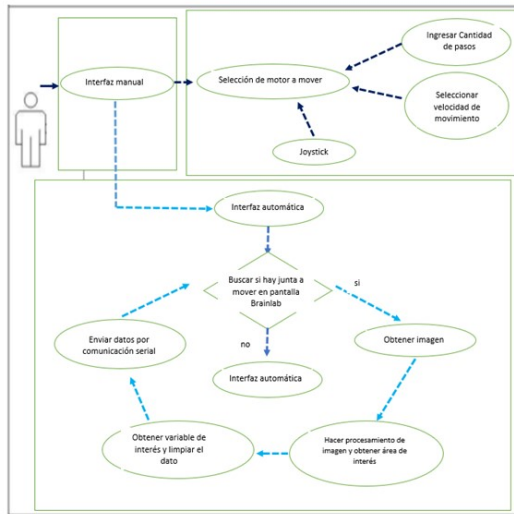 Ingresar Cantidad
de pasos
Interfaz manual
Selección de motor a mover
Seleccionar
velocidad de
movimiento
Joystick
Interfaz automática
Buscar si hay junta a
mover en pantalla
Brainlab
si
no
Enviar datos por
comunicación serial
Obtener imagen
Interfaz automática
Obtener variable de
interés y limpiar el
dato
Hacer procesamiento de
imagen y obtener área de
interés